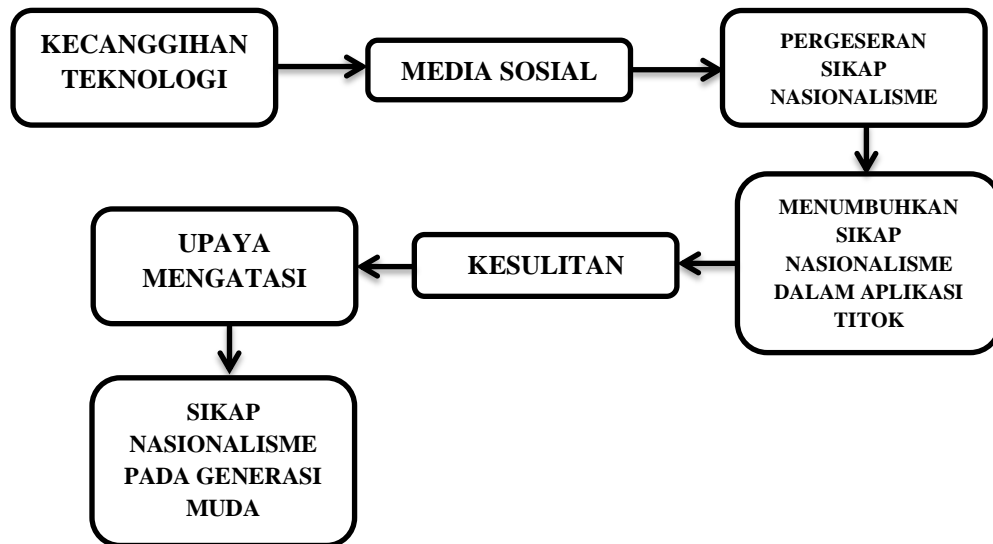 KECANGGIHAN
TEKNOLOGI
MEDIA SOSIAL
PERGESERAN
SIKAP
NASIONALISME
MENUMBUHKAN
SIKAP
NASIONALISME
DALAM APLIKASI
TITOK
KESULITAN
UPAYA
MENGATASI
SIKAP
NASIONALISME
PADA GENERASI
MUDA